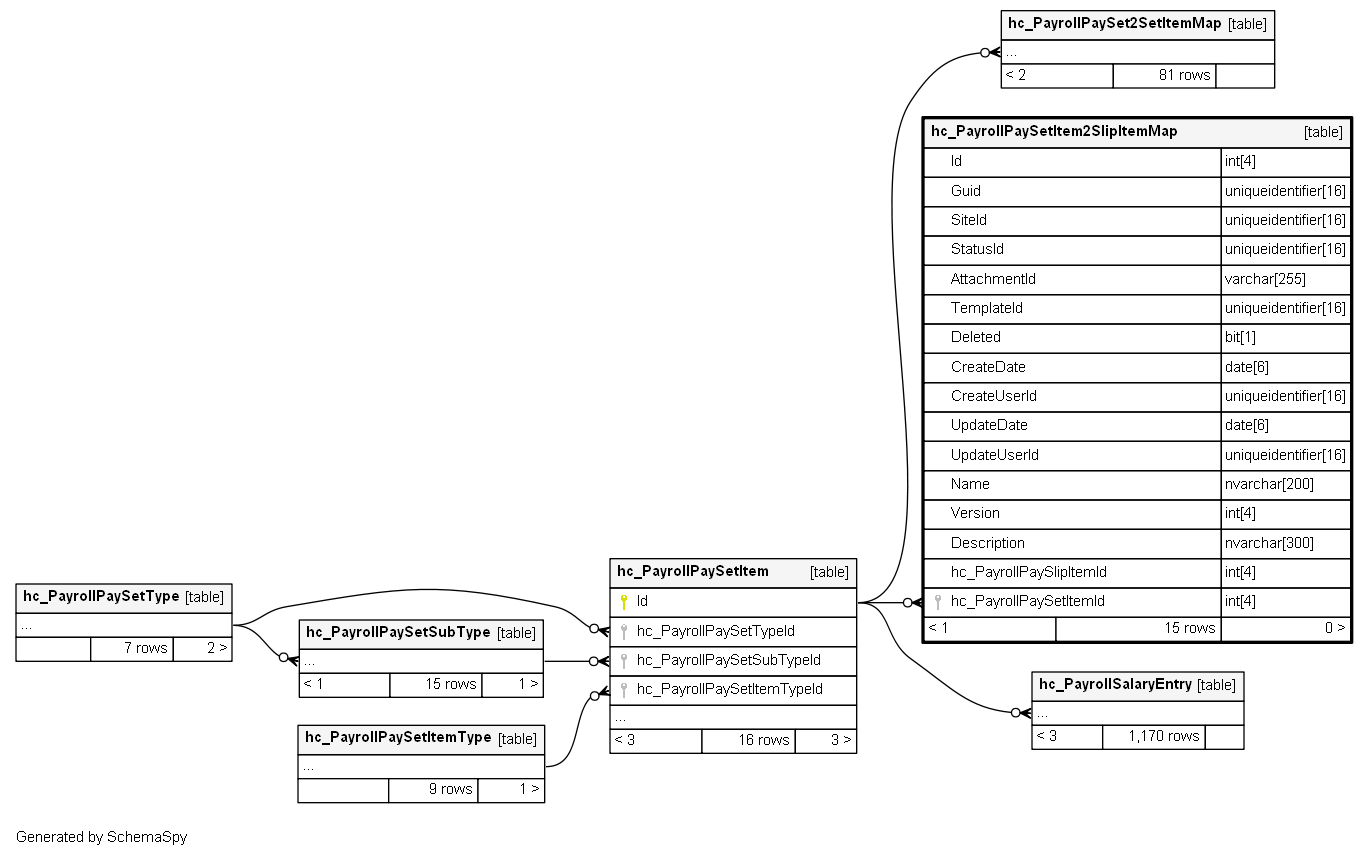 hc_PayrollPaySet2SetItemMap [table]
...
< 2 81 rows
hc_PayrollPaySetItem2SlipItemMap [table]
Id int[4]
Guid uniqueidentifier[16]
SiteId uniqueidentifier[16]
StatusId uniqueidentifier[16]
AttachmentId varchar[255]
TemplateId uniqueidentifier[16]
Deleted bit[1]
CreateDate date[6]
CreateUserId uniqueidentifier[16]
UpdateDate date[6]
UpdateUserId uniqueidentifier[16]
Name nvarchar[200]
Version int[4]
Description nvarchar[300]
hc_PayrollPaySlipItemId int[4]
hc_PayrollPaySetItemId int[4]
< 1 15 rows 0 >
hc_PayrollPaySetItem [table]
Id
hc_PayrollPaySetTypeId
hc_PayrollPaySetSubTypeId
hc_PayrollPaySetItemTypeId
...
< 3 16 rows 3 >
hc_PayrollPaySetType [table]
...
7 rows 2 >
hc_PayrollPaySetSubType [table]
...
< 1 15 rows 1 >
hc_PayrollPaySetItemType [table]
...
9 rows 1 >
hc_PayrollSalaryEntry [table]
...
< 3 1,170 rows
Generated by SchemaSpy